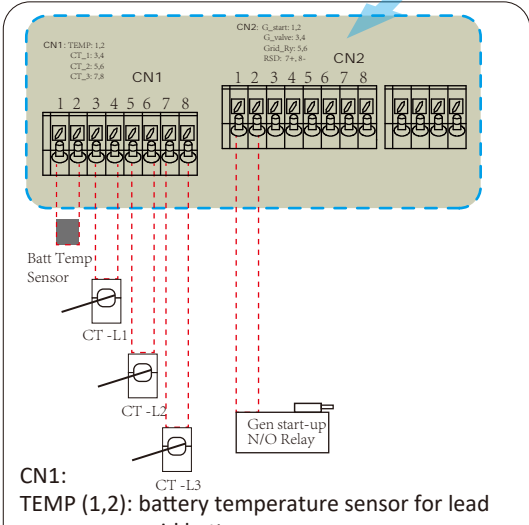 CN1: TEMP: 1,2
CT_1: 3,4
CT_2: 5,6
CT_3: 7,8
CN1
1 2 3 4 5 6 7 8
CN2: G_start: 1,2
G_valve: 3,4
Grid_Ry: 5,6
RSD: 7+, 8-
CN2
1 2 3 4 5 6 7 8
Batt Temp
Sensor
CT -L1
CT -L2
CT -L3
Gen start-up
N/O Relay
CN1:
TEMP (1,2): battery temperature sensor for lead